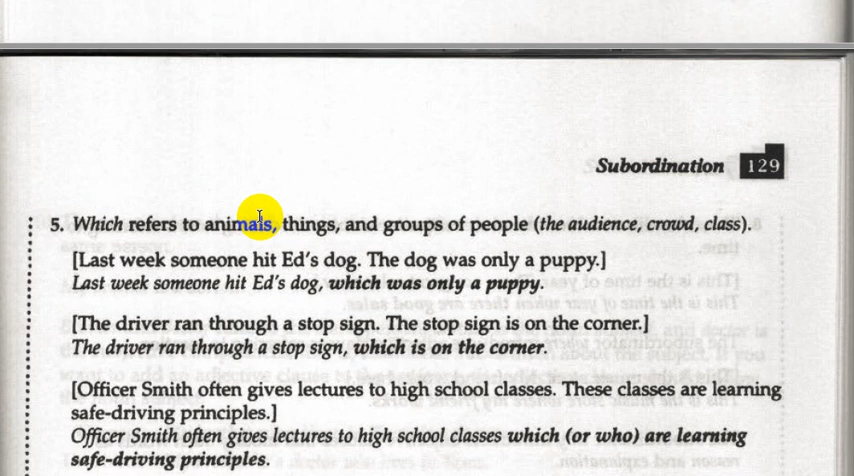 Subordination 129
5. Which refers to animals, things, and groups of people (the audience, crowd, class).
[Last week someone hit Ed's dog. The dog was only a puppy.]
Last week someone hit Ed's dog, which was only a puppy.
[The driver ran through a stop sign. The stop sign is on the corner.]
The driver ran through a stop sign, which is on the corner.
[Officer Smith often gives lectures to high school classes. These classes are learning
safe-driving principles.]
Officer Smith often gives lectures to high school classes which (or who) are learning
safe-driving principles.